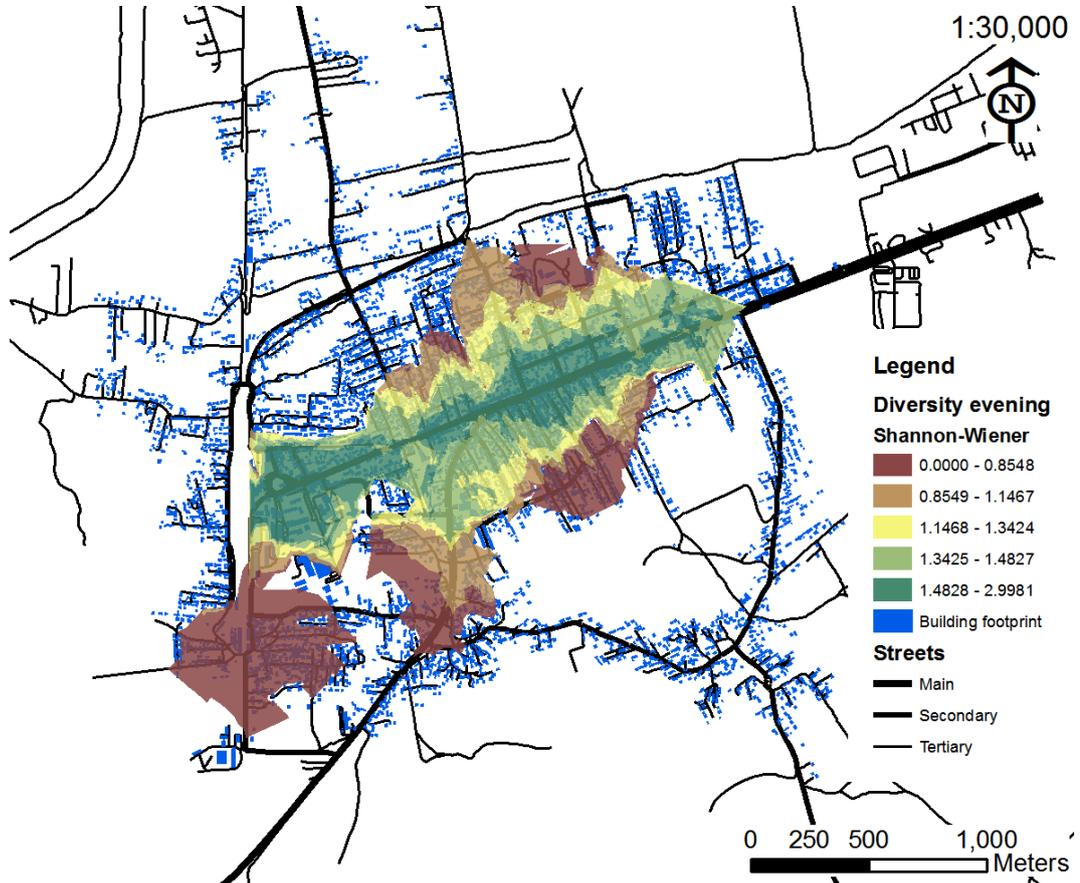 1:30,000
N
Legend
Diversity evening
Shannon-Wiener
0.0000 - 0.8548
0.8549 - 1.1467
1.1468 - 1.3424
1.3425 - 1.4827
1.4828 - 2.9981
Building footprint
Streets
Main
Secondary
Tertiary
0 250 500 1,000
Meters